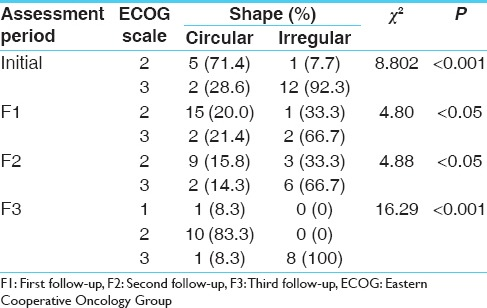 Assessment period ECOG scale Shape (%) χ² P
Circular Irregular
Initial 2 5 (71.4) 1 (7.7) 8.802 <0.001
3 2 (28.6) 12 (92.3)
F1 2 15 (20.0) 1 (33.3) 4.80 <0.05
3 2 (21.4) 2 (66.7)
F2 2 9 (15.8) 3 (33.3) 4.88 <0.05
3 2 (14.3) 6 (66.7)
F3 1 1 (8.3) 0 (0) 16.29 <0.001
2 10 (83.3) 0 (0)
3 1 (8.3) 8 (100)
F1: First follow-up, F2: Second follow-up, F3: Third follow-up, ECOG: Eastern
Cooperative Oncology Group